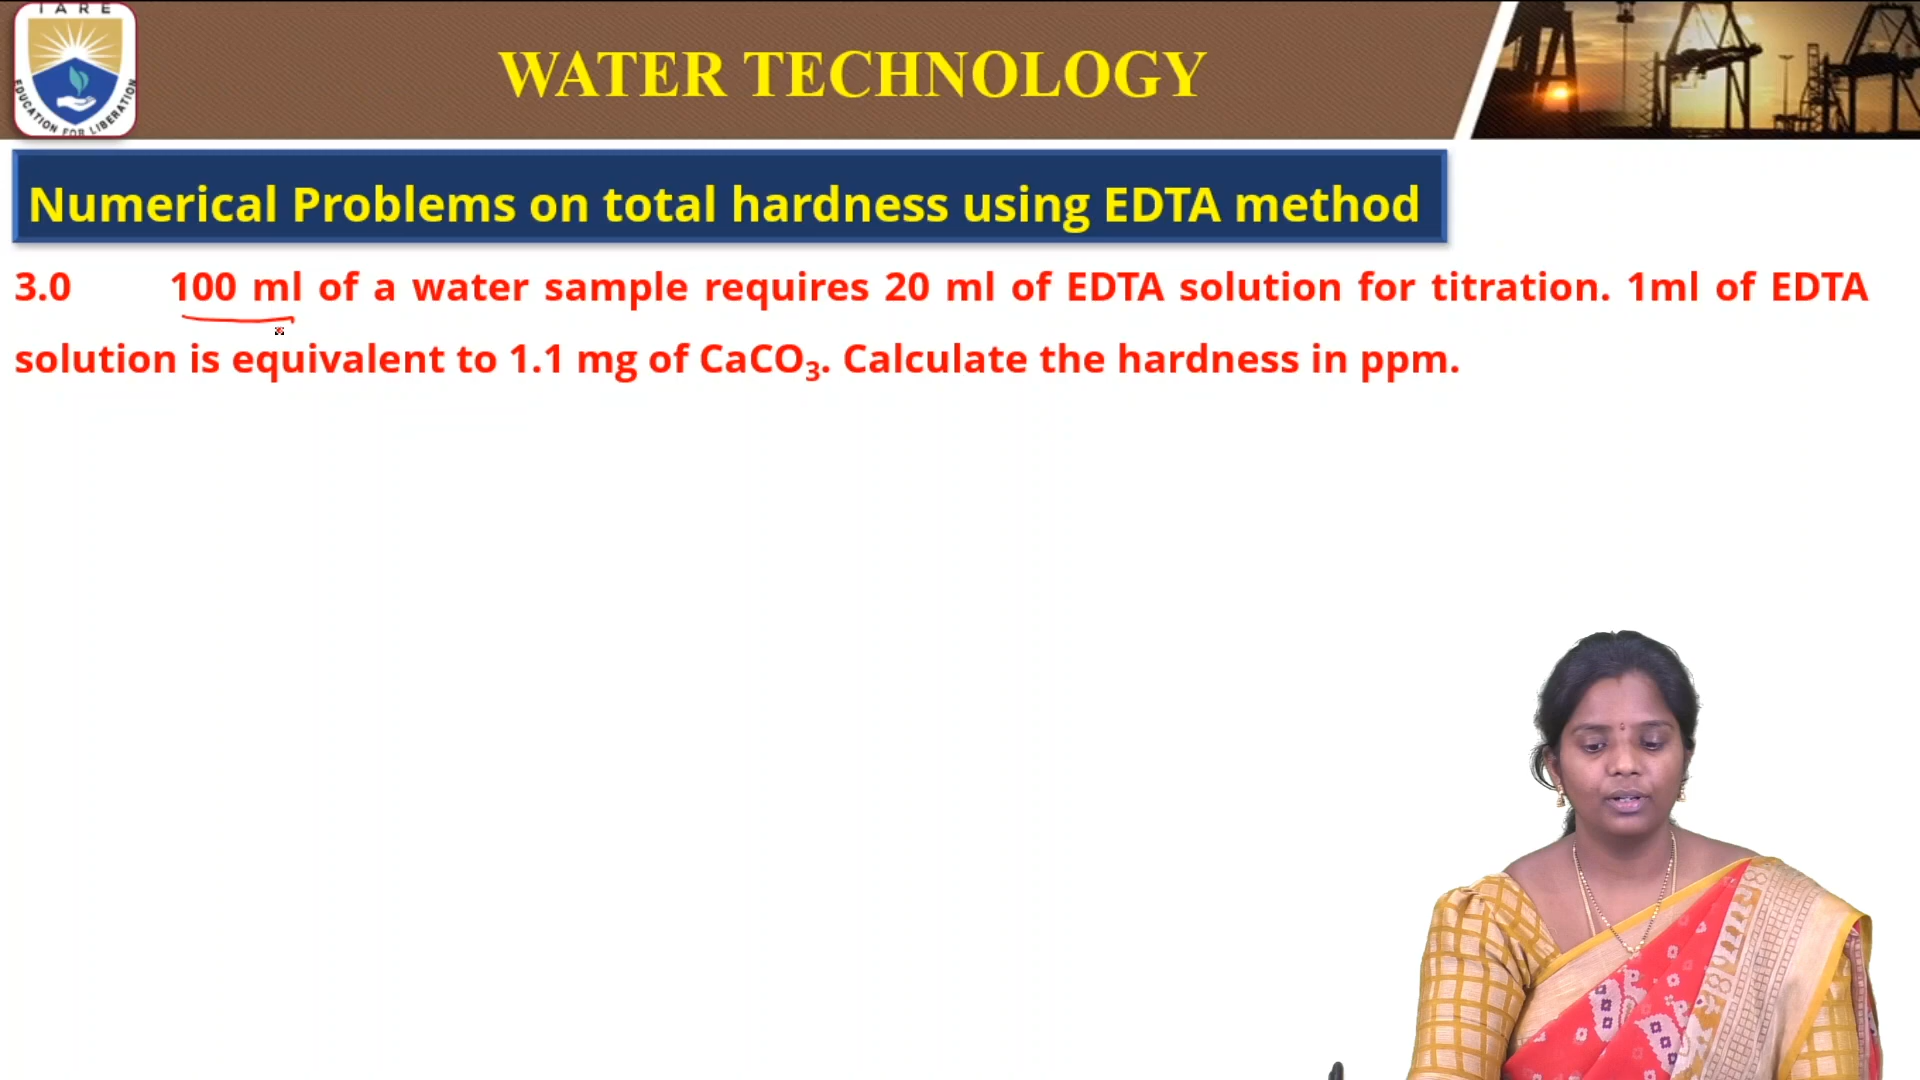 IARE
EDUCATION FOR LIBERATION
WATER TECHNOLOGY
Numerical Problems on total hardness using EDTA method
3.0 100 ml of a water sample requires 20 ml of EDTA solution for titration. 1ml of EDTA
solution is equivalent to 1.1 mg of CaCO₃. Calculate the hardness in ppm.